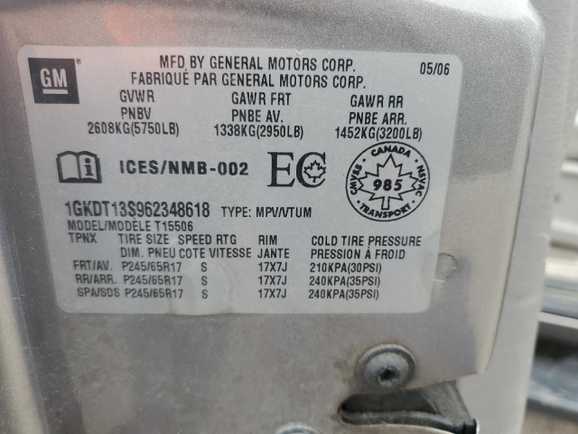 GM
MFD BY GENERAL MOTORS CORP.
FABRIQUÉ PAR GENERAL MOTORS CORP.
05/06
GVWR GAWR FRT GAWR RR
PNBV PNBE AV. PNBE ARR.
2608KG(5750LB) 1338KG(2950LB) 1452KG(3200LB)
ICES/NMB-002
EC
CANADA
CMVSS 985 NSVAC
TRANSPORT
1GKDT13S962348618 TYPE: MPV/VTUM
MODEL/MODÈLE T15506
TPNX TIRE SIZE SPEED RTG RIM COLD TIRE PRESSURE
DIM. PNEU COTE VITESSE JANTE PRESSION À FROID
FRT/AV. P245/65R17 S 17X7J 210KPA(30PSI)
RR/ARR. P245/65R17 S 17X7J 240KPA(35PSI)
SPA/SDS P245/65R17 S 17X7J 240KPA(35PSI)